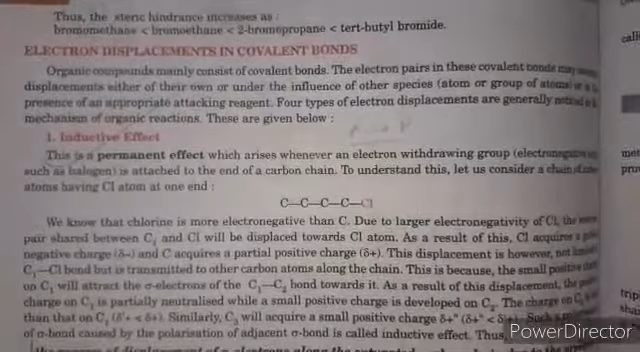 Thus, the steric hindrance increases as :
bromomethane < bromoethane < 2-bromopropane < tert-butyl bromide.
ELECTRON DISPLACEMENTS IN COVALENT BONDS
Organic compounds mainly consist of covalent bonds. The electron pairs in these covalent bonds may
displacements either of their own or under the influence of other species (atom or group of atoms)
presence of an appropriate attacking reagent. Four types of electron displacements are generally noticed
mechanism of organic reactions. These are given below :
1. Inductive Effect
This is a permanent effect which arises whenever an electron withdrawing group (electronegative
such as halogen) is attached to the end of a carbon chain. To understand this, let us consider a chain of
atoms having Cl atom at one end :
C—C—C—C—Cl
We know that chlorine is more electronegative than C. Due to larger electronegativity of Cl, the
pair shared between C₁ and Cl will be displaced towards Cl atom. As a result of this, Cl acquires a
negative charge (δ–) and C acquires a partial positive charge (δ+). This displacement is however, not
C₁—Cl bond but is transmitted to other carbon atoms along the chain. This is because, the small positive
on C₁ will attract the σ-electrons of the C₁—C₂ bond towards it. As a result of this displacement, the
charge on C₁ is partially neutralised while a small positive charge is developed on C₂. The charge on C₂
than that on C₁ (δ'+ < δ+). Similarly, C₃ will acquire a small positive charge δ+" (δ+" < δ+). Such
of σ-bond caused by the polarisation of adjacent σ-bond is called inductive effect. Thus,
PowerDirector